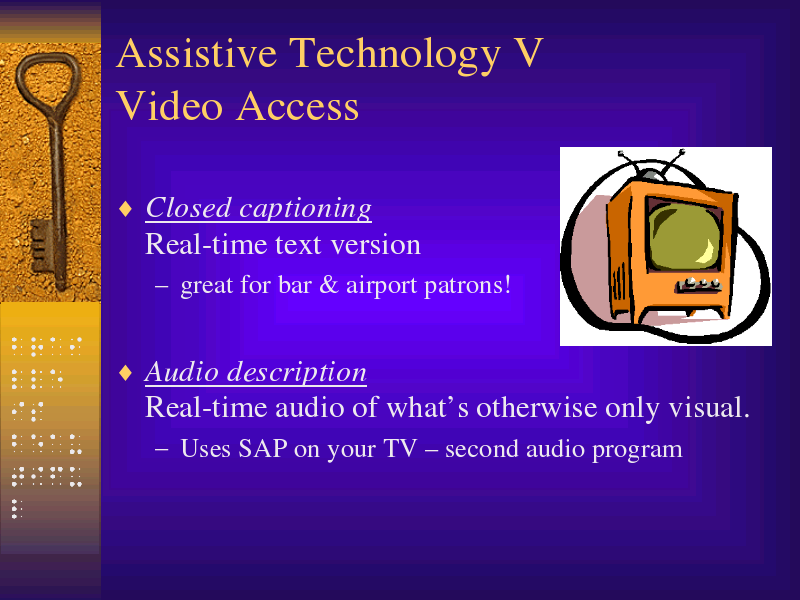 Assistive Technology V
Video Access
♦ Closed captioning
Real-time text version
– great for bar & airport patrons!
♦ Audio description
Real-time audio of what’s otherwise only visual.
– Uses SAP on your TV – second audio program